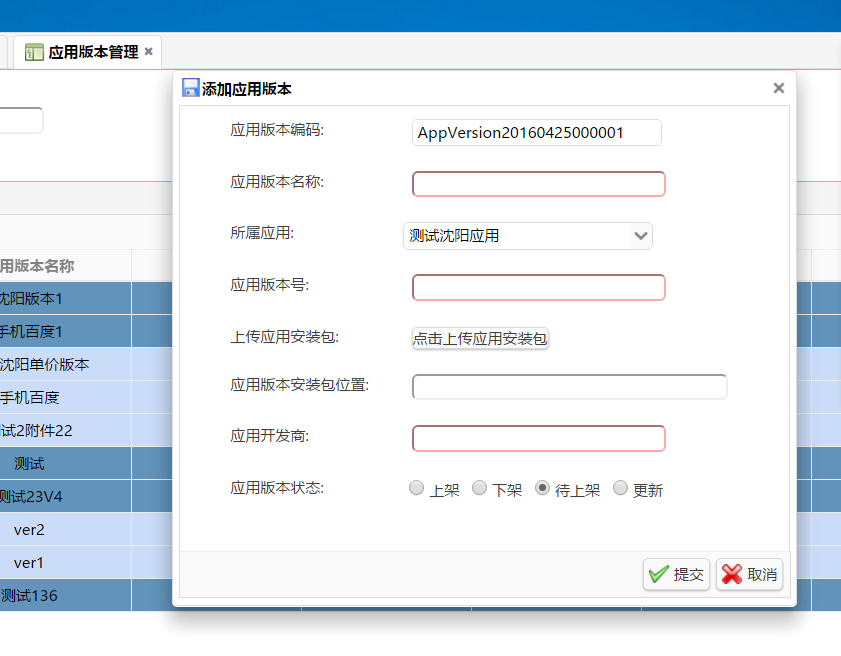 应用版本管理
添加应用版本
应用版本编码: AppVersion20160425000001
应用版本名称:
所属应用: 测试沈阳应用
应用版本号:
上传应用安装包: 点击上传应用安装包
应用版本安装包位置:
应用开发商:
应用版本状态: 上架 下架 待上架 更新
提交 取消
用版本名称
沈阳版本1
手机百度1
沈阳单价版本
手机百度
试2附件22
测试
测试23V4
ver2
ver1
测试136